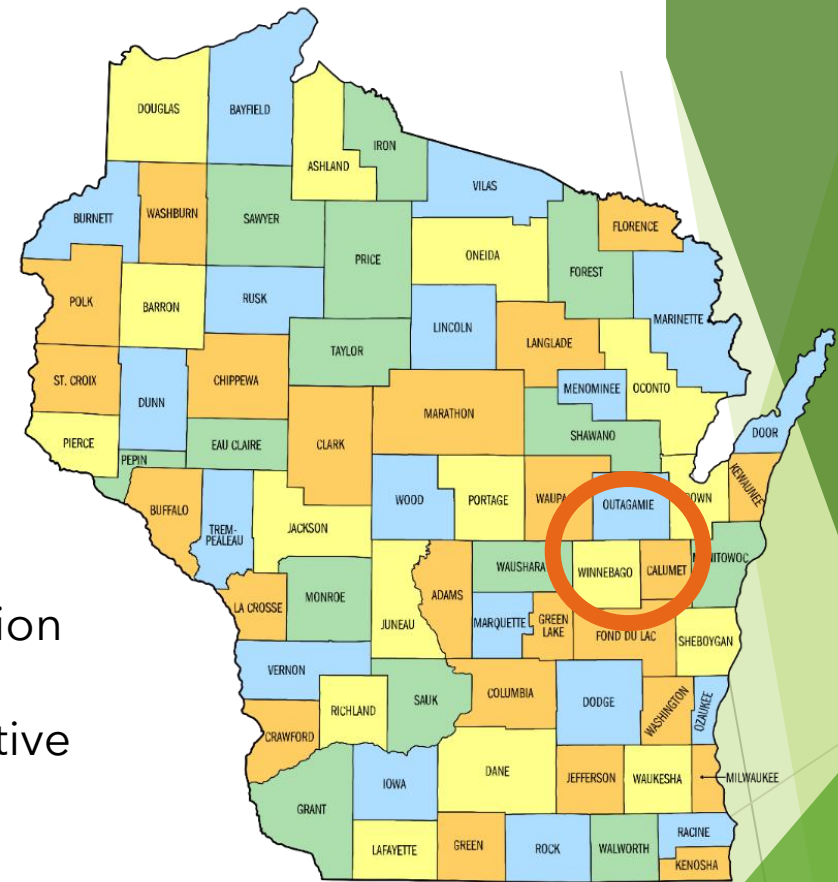 DOUGLAS
BAYFIELD
ASHLAND
IRON
VILAS
BURNETT
WASHBURN
SAWYER
PRICE
ONEIDA
FLORENCE
FOREST
MARINETTE
POLK
BARRON
RUSK
LINCOLN
LANGLADE
TAYLOR
ST. CROIX
DUNN
CHIPPEWA
MENOMINEE
OCONTO
MARATHON
PIERCE
PEPIN
EAU CLAIRE
CLARK
SHAWANO
DOOR
KEWAUNEE
BUFFALO
TREM-
PEALEAU
JACKSON
WOOD
PORTAGE
WAUPA
OUTAGAMIE
OWN
WAUSHARA
WINNEBAGO
CALUMET
M NITOWOC
LA CROSSE
MONROE
JUNEAU
ADAMS
MARQUETTE
GREEN
LAKE
FOND DU LAC
SHEBOYGAN
tion
VERNON
RICHLAND
SAUK
COLUMBIA
DODGE
WASHINGTON
OZAUKEE
tive
CRAWFORD
IOWA
DANE
JEFFERSON
WAUKESHA
MILWAUKEE
GRANT
LAFAYETTE
GREEN
ROCK
WALWORTH
RACINE
KENOSHA